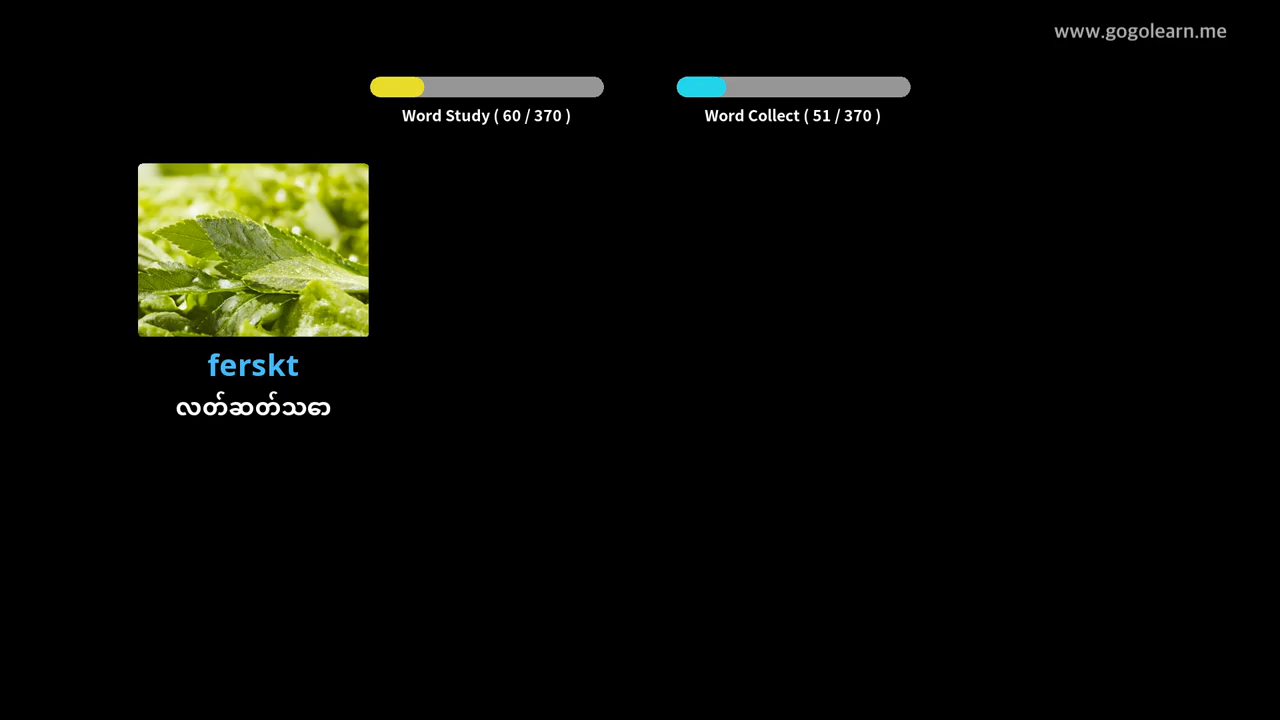 www.gogolearn.me
Word Study ( 60 / 370 )
Word Collect ( 51 / 370 )
ferskt
လတ်ဆတ်သော